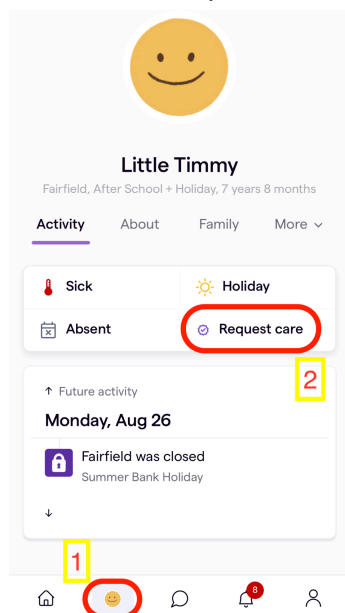 Little Timmy
Fairfield, After School + Holiday, 7 years 8 months
Activity About Family More
Sick Holiday
Absent Request care
2
↑ Future activity
Monday, Aug 26
Fairfield was closed
Summer Bank Holiday
↓
1
8